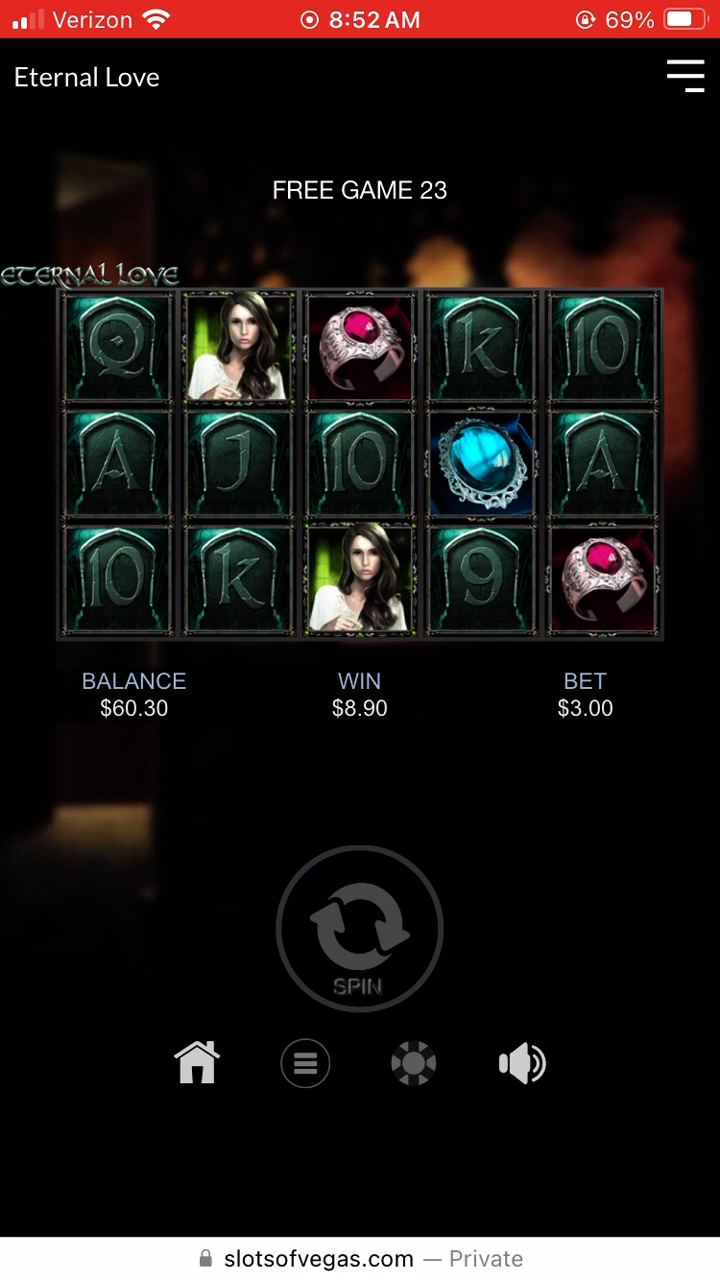 Verizon 8:52 AM 69%
Eternal Love
FREE GAME 23
ETERNAL LOVE
Q K 10
A J 10 A
10 K 9
BALANCE WIN BET
$60.30 $8.90 $3.00
SPIN
slotsofvegas.com — Private